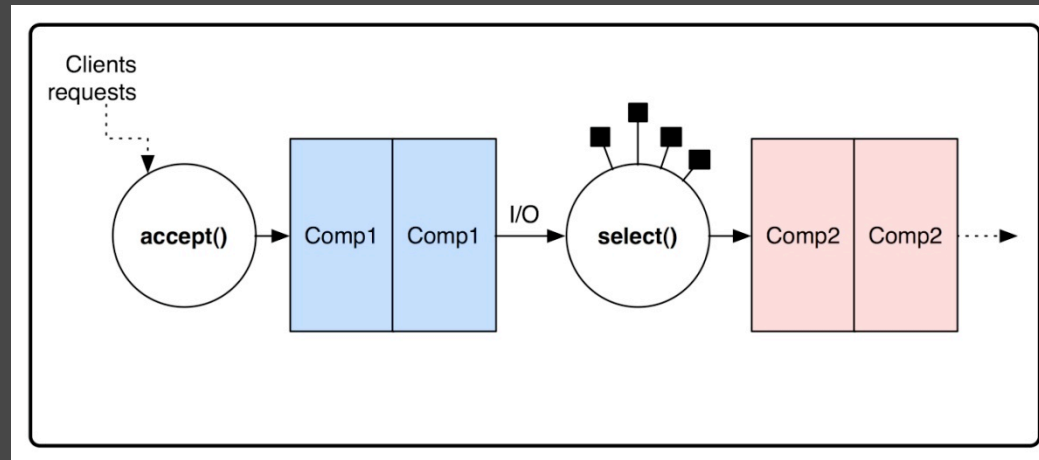 Clients
requests
accept()
Comp1
Comp1
I/O
select()
Comp2
Comp2